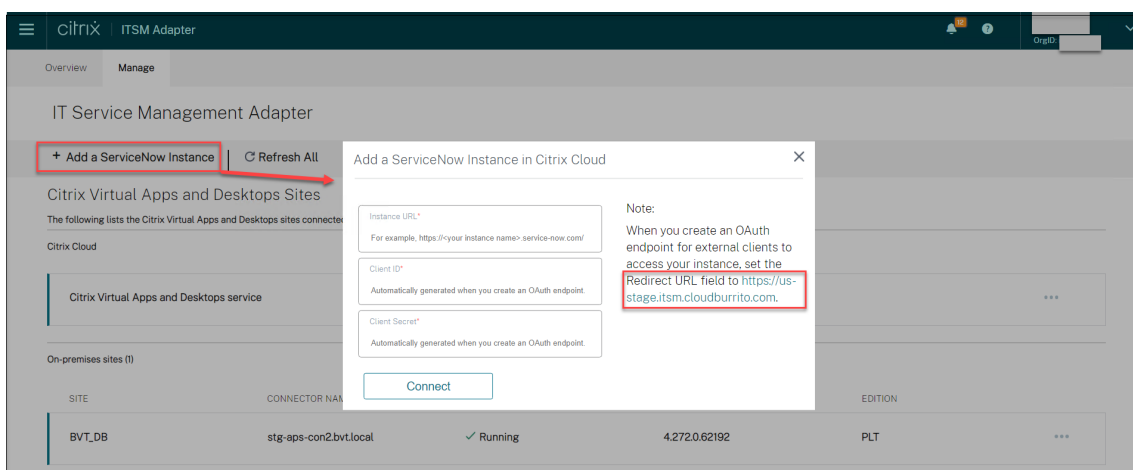 citrix | ITSM Adapter
12
?
OrgID:
Overview Manage
IT Service Management Adapter
+ Add a ServiceNow Instance Refresh All
Citrix Virtual Apps and Desktops Sites
The following lists the Citrix Virtual Apps and Desktops sites connected
Citrix Cloud
Citrix Virtual Apps and Desktops service
On-premises sites (1)
SITE CONNECTOR NAM EDITION
BVT_DB stg-aps-con2.bvt.local Running 4.272.0.62192 PLT
Add a ServiceNow Instance in Citrix Cloud
Instance URL*
For example, https://<your instance name>.service-now.com/
Client ID*
Automatically generated when you create an OAuth endpoint.
Client Secret*
Automatically generated when you create an OAuth endpoint.
Connect
Note:
When you create an OAuth
endpoint for external clients to
access your instance, set the
Redirect URL field to https://us-
stage.itsm.cloudburrito.com.